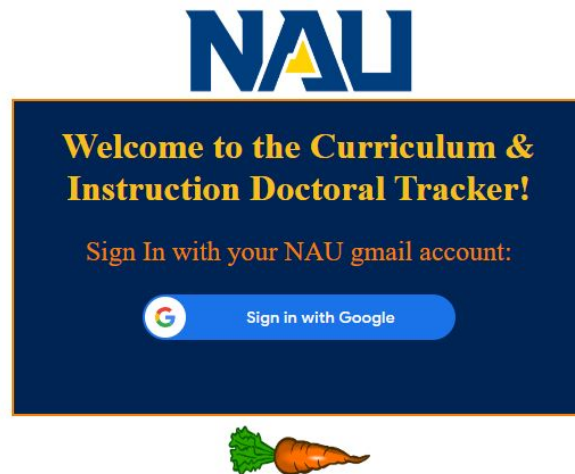 NAU
Welcome to the Curriculum &
Instruction Doctoral Tracker!
Sign In with your NAU gmail account:
G
Sign in with Google